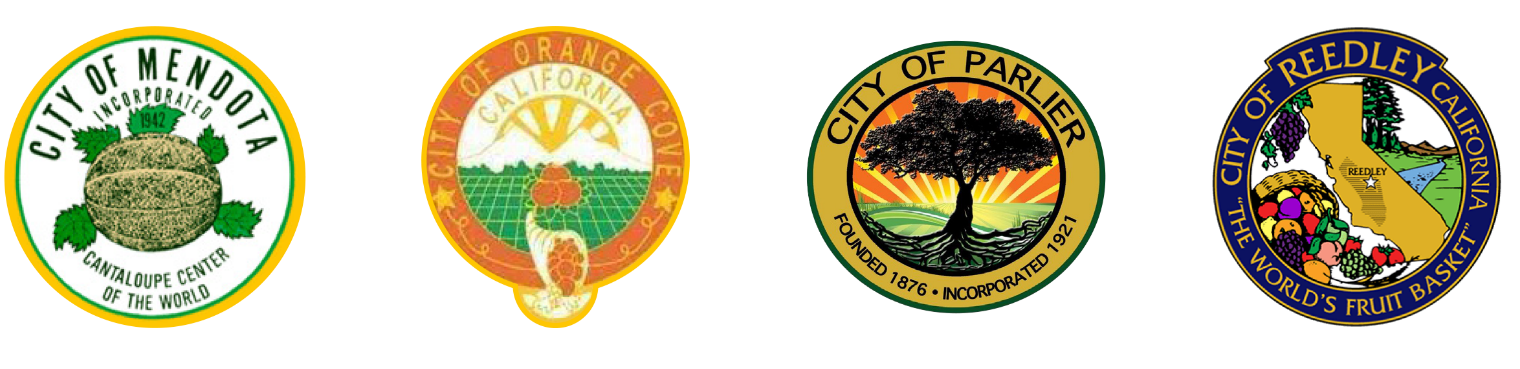 CITY OF MENDOTA
INCORPORATED
1942
CANTALOUPE CENTER
OF THE WORLD
CITY OF ORANGE COVE
CALIFORNIA
CITY OF PARLIER
FOUNDED 1876 • INCORPORATED 1921
CITY OF REEDLEY CALIFORNIA
REEDLEY
"THE WORLD'S FRUIT BASKET"